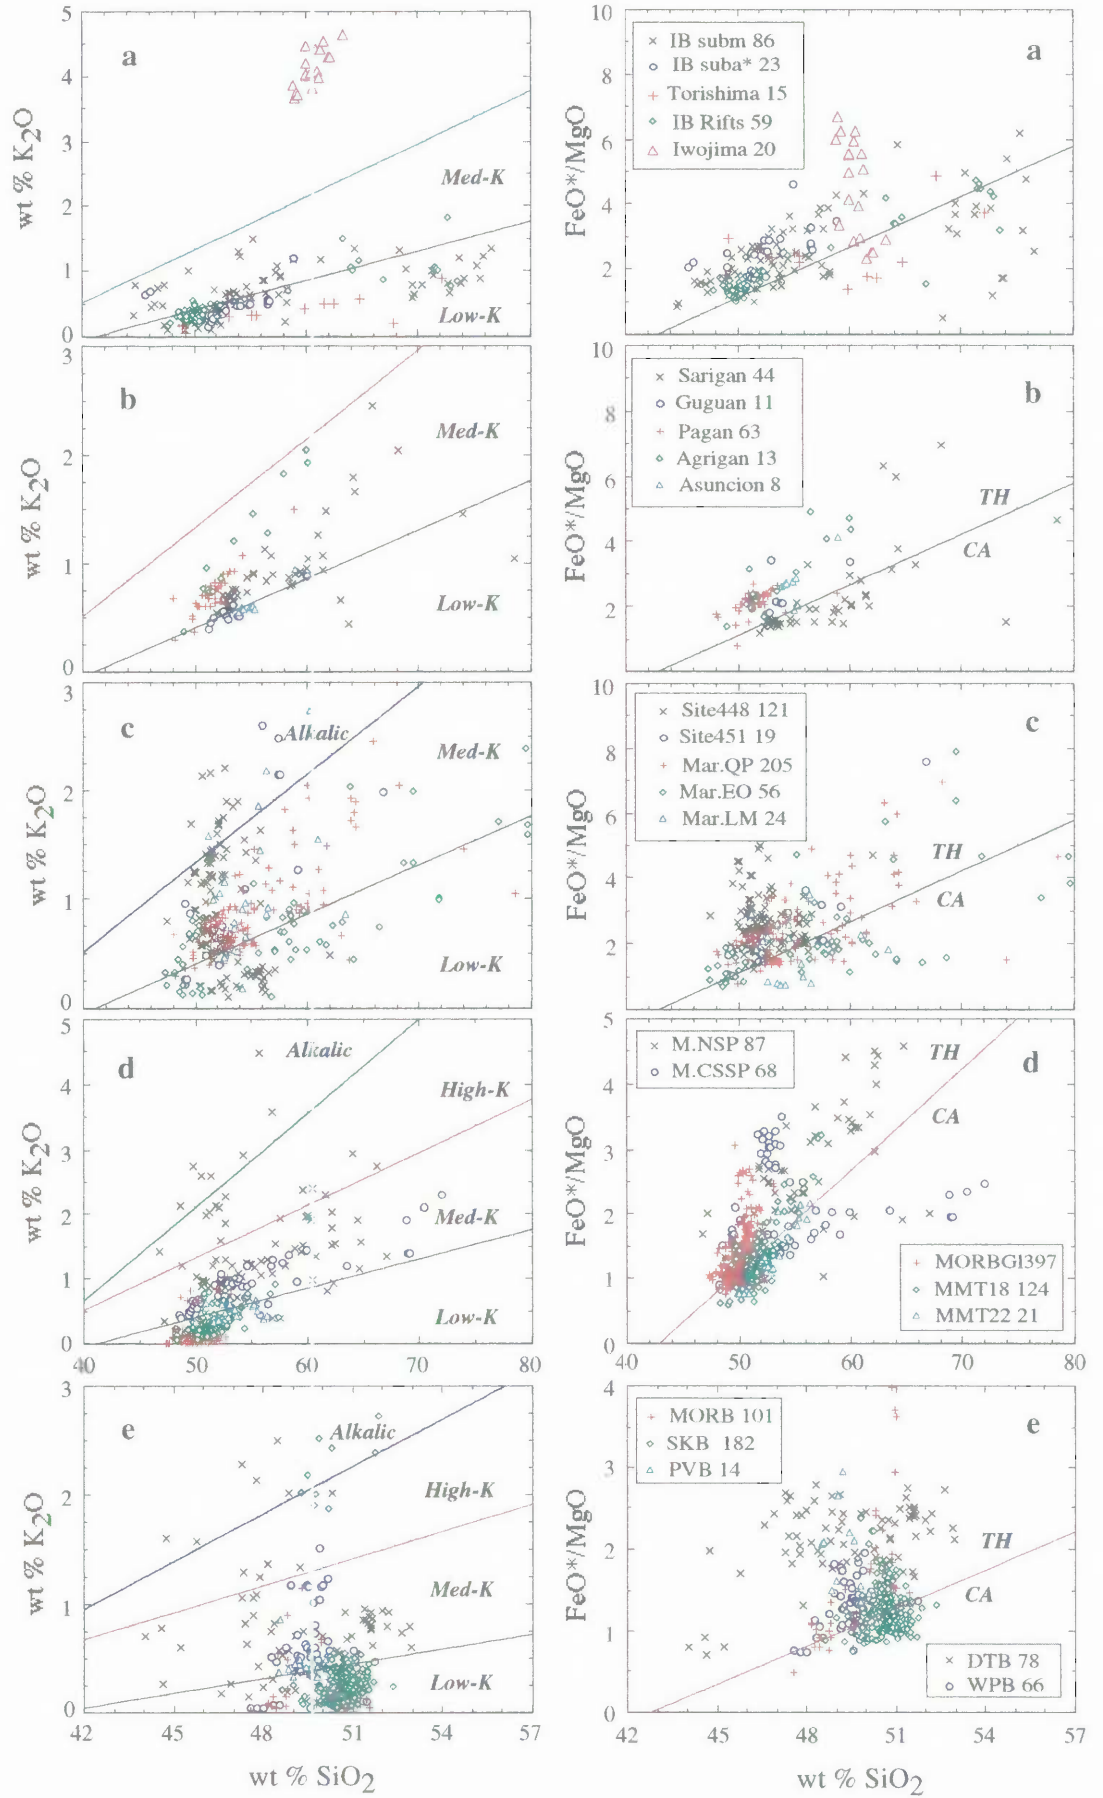 a
5
4
3
2
1
0
wt % K2O
Med-K
Low-K
a
10
8
6
4
2
FeO*/MgO
IB subm 86
IB suba* 23
Torishima 15
IB Rifts 59
Iwojima 20
b
3
2
1
0
wt % K2O
Med-K
Low-K
b
10
8
6
4
2
FeO*/MgO
Sarigan 44
Guguan 11
Pagan 63
Agrigan 13
Asuncion 8
TH
CA
c
3
2
1
0
wt % K2O
Alkalic
Med-K
Low-K
c
10
8
6
4
2
FeO*/MgO
Site448 121
Site451 19
Mar.QP 205
Mar.EO 56
Mar.LM 24
TH
CA
d
5
4
3
2
1
0
wt % K2O
Alkalic
High-K
Med-K
Low-K
40
50
60
70
80
d
5
4
3
2
1
0
FeO*/MgO
M.NSP 87
M.CSSP 68
TH
CA
MORBGl397
MMT18 124
MMT22 21
40
50
60
70
80
e
3
2
1
0
wt % K2O
Alkalic
High-K
Med-K
Low-K
42
45
48
51
54
57
wt % SiO2
e
4
3
2
1
0
FeO*/MgO
MORB 101
SKB 182
PVB 14
TH
CA
DTB 78
WPB 66
42
45
48
51
54
57
wt % SiO2